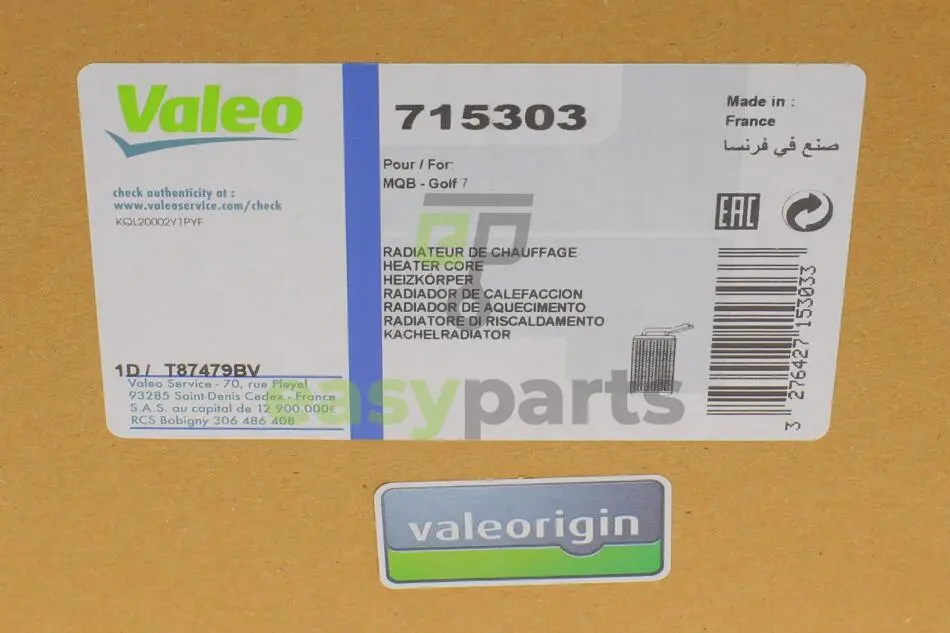 Valeo
check authenticity at :
www.valeoservice.com/check
KQL20002Y1PYF
1D / T87479BV
Valeo Service - 70, rue Pleyel
93285 Saint-Denis Cedex - France
S.A.S. au capital de 12 900.000€
RCS Bobigny 306 486 408
715303
Pour / For:
MQB - Golf 7
RADIATEUR DE CHAUFFAGE
HEATER CORE
HEIZKÖRPER
RADIADOR DE CALEFACCION
RADIADOR DE AQUECIMENTO
RADIATORE DI RISCALDAMENTO
KACHELRADIATOR
Made in :
France
صنع في فرنسا
EAC
3 276427 153033
easyparts
valeorigin